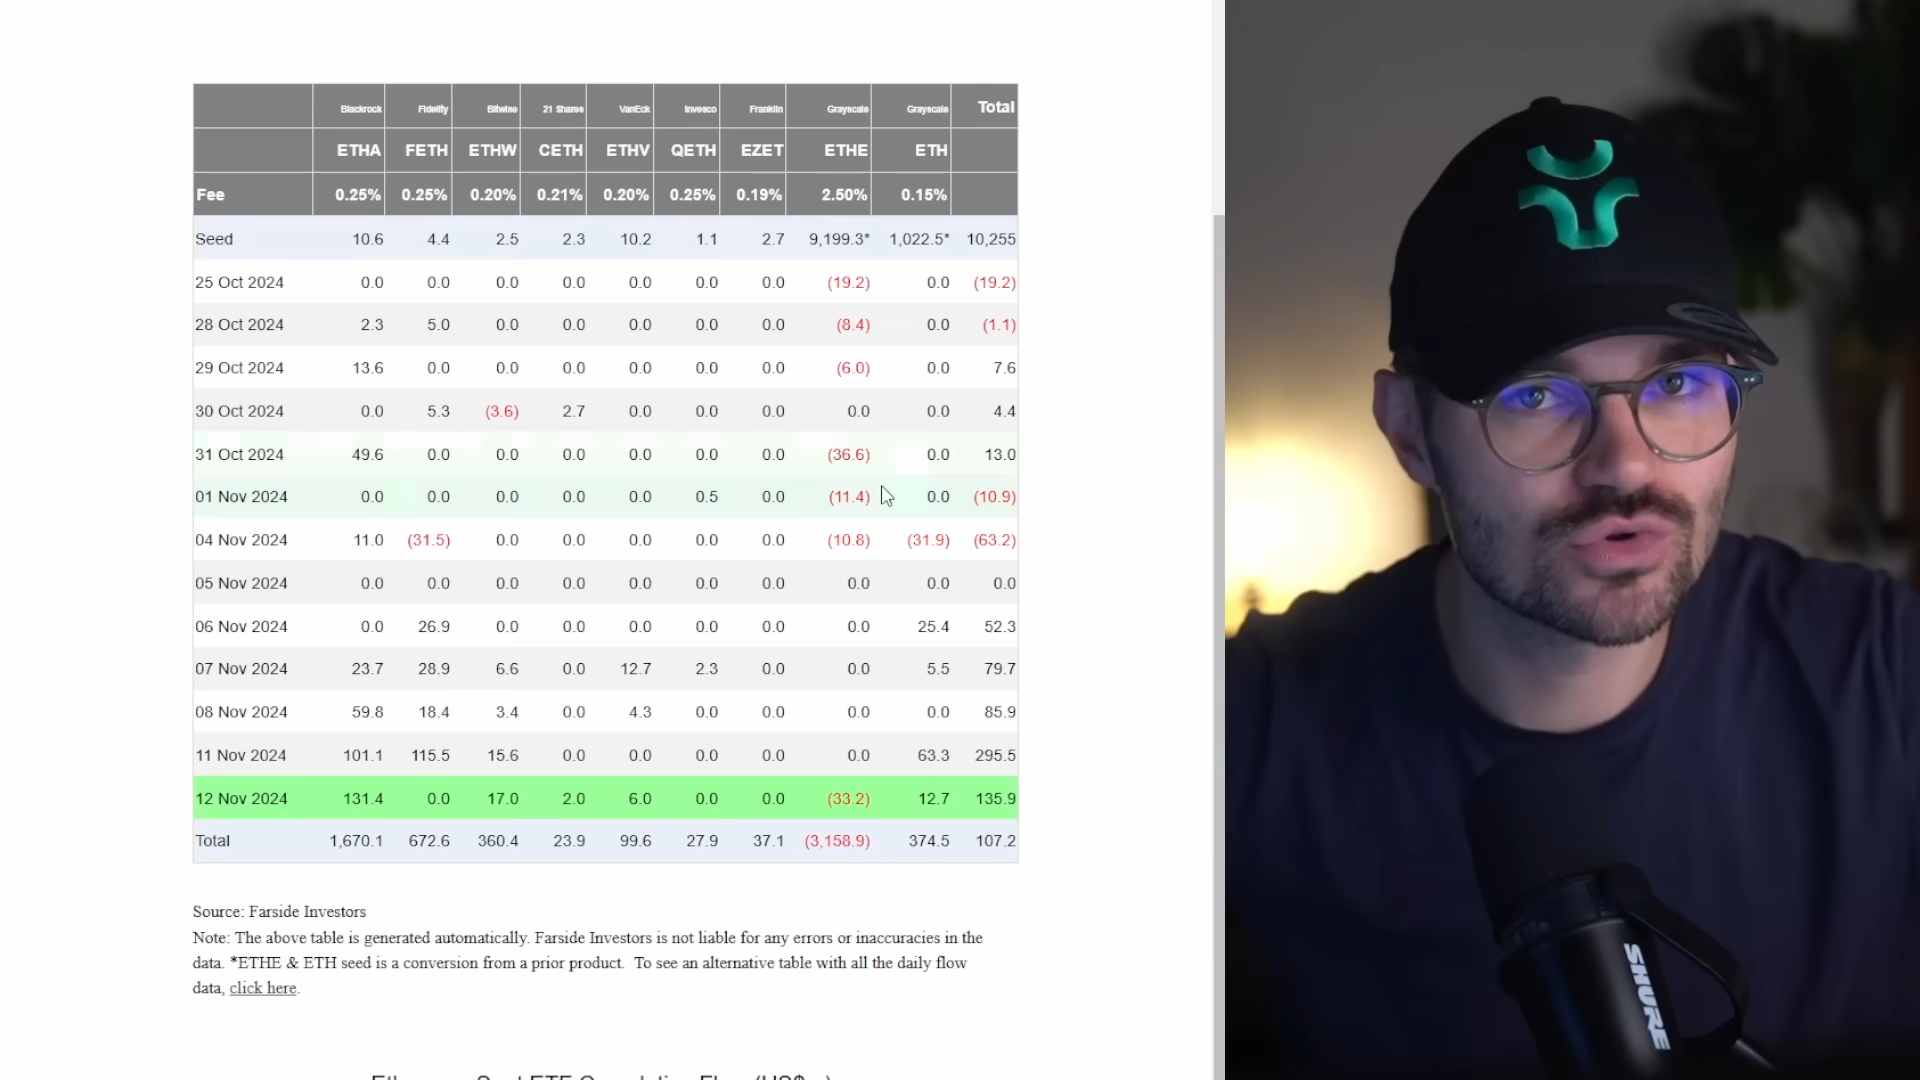 Blackrock Fidelity Bitwise 21 Shares VanEck Invesco Franklin Grayscale Grayscale Total
ETHA FETH ETHW CETH ETHV QETH EZET ETHE ETH
Fee 0.25% 0.25% 0.20% 0.21% 0.20% 0.25% 0.19% 2.50% 0.15%
Seed 10.6 4.4 2.5 2.3 10.2 1.1 2.7 9,199.3* 1,022.5* 10,255
25 Oct 2024 0.0 0.0 0.0 0.0 0.0 0.0 0.0 (19.2) 0.0 (19.2)
28 Oct 2024 2.3 5.0 0.0 0.0 0.0 0.0 0.0 (8.4) 0.0 (1.1)
29 Oct 2024 13.6 0.0 0.0 0.0 0.0 0.0 0.0 (6.0) 0.0 7.6
30 Oct 2024 0.0 5.3 (3.6) 2.7 0.0 0.0 0.0 0.0 0.0 4.4
31 Oct 2024 49.6 0.0 0.0 0.0 0.0 0.0 0.0 (36.6) 0.0 13.0
01 Nov 2024 0.0 0.0 0.0 0.0 0.0 0.5 0.0 (11.4) 0.0 (10.9)
04 Nov 2024 11.0 (31.5) 0.0 0.0 0.0 0.0 0.0 (10.8) (31.9) (63.2)
05 Nov 2024 0.0 0.0 0.0 0.0 0.0 0.0 0.0 0.0 0.0 0.0
06 Nov 2024 0.0 26.9 0.0 0.0 0.0 0.0 0.0 0.0 25.4 52.3
07 Nov 2024 23.7 28.9 6.6 0.0 12.7 2.3 0.0 0.0 5.5 79.7
08 Nov 2024 59.8 18.4 3.4 0.0 4.3 0.0 0.0 0.0 0.0 85.9
11 Nov 2024 101.1 115.5 15.6 0.0 0.0 0.0 0.0 0.0 63.3 295.5
12 Nov 2024 131.4 0.0 17.0 2.0 6.0 0.0 0.0 (33.2) 12.7 135.9
Total 1,670.1 672.6 360.4 23.9 99.6 27.9 37.1 (3,158.9) 374.5 107.2
Source: Farside Investors
Note: The above table is generated automatically. Farside Investors is not liable for any errors or inaccuracies in the
data. *ETHE & ETH seed is a conversion from a prior product. To see an alternative table with all the daily flow
data, click here.
SHURE